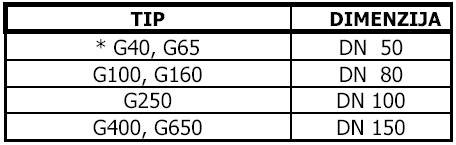 TIP DIMENZIJA
* G40, G65 DN 50
G100, G160 DN 80
G250 DN 100
G400, G650 DN 150